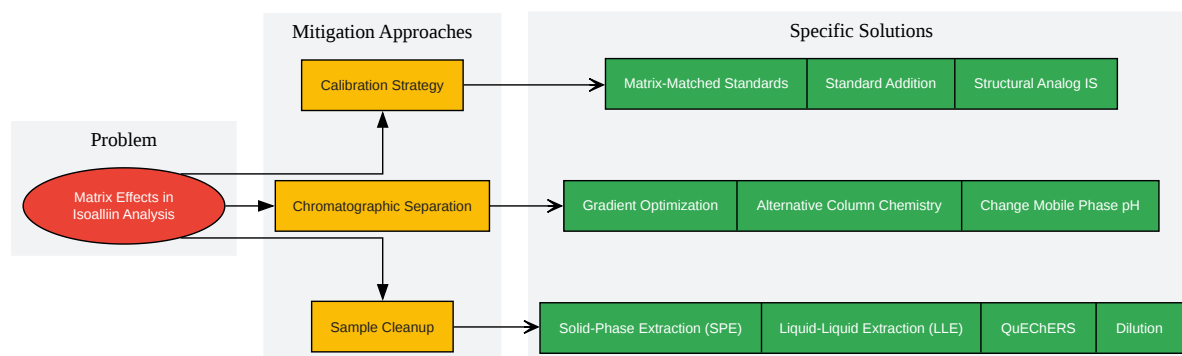 Problem
Matrix Effects in
Isoalliin Analysis
Mitigation Approaches
Calibration Strategy
Chromatographic Separation
Sample Cleanup
Specific Solutions
Matrix-Matched Standards
Standard Addition
Structural Analog IS
Gradient Optimization
Alternative Column Chemistry
Change Mobile Phase pH
Solid-Phase Extraction (SPE)
Liquid-Liquid Extraction (LLE)
QuEChERS
Dilution